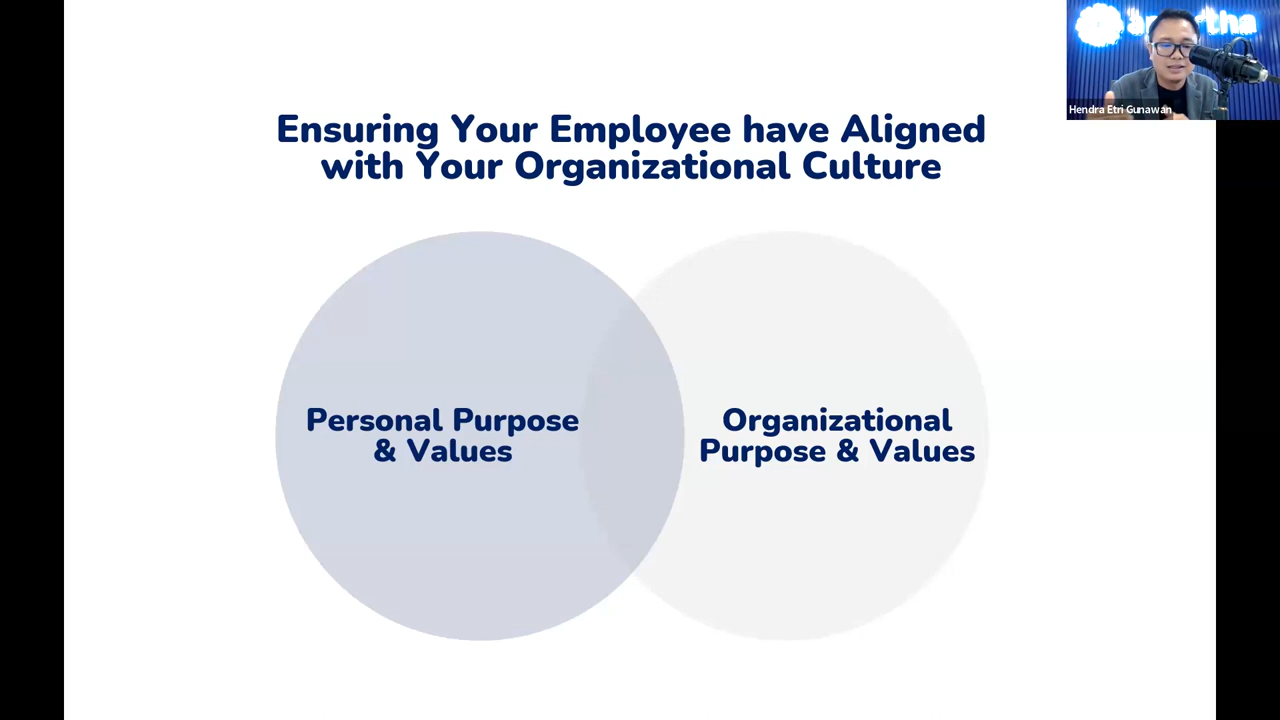 Ensuring Your Employee have Aligned
with Your Organizational Culture
Personal Purpose
& Values
Organizational
Purpose & Values
Hendra Etri Gunawan